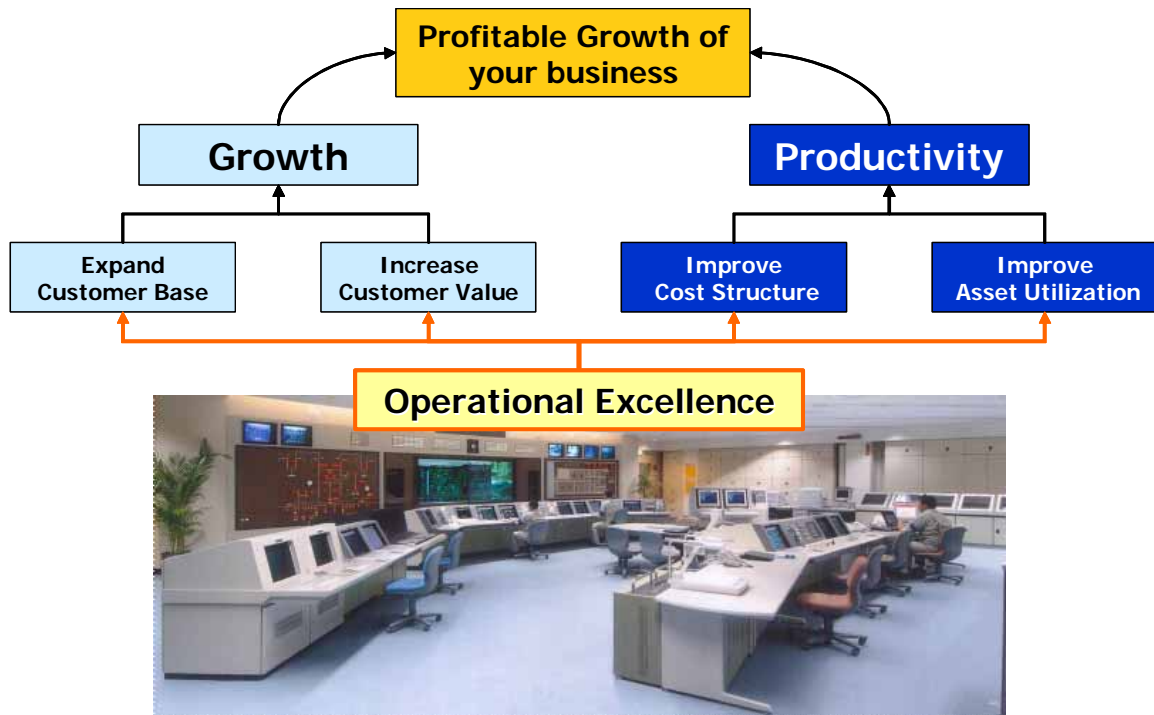 Profitable Growth of
your business
Growth
Productivity
Expand
Customer Base
Increase
Customer Value
Improve
Cost Structure
Improve
Asset Utilization
Operational Excellence